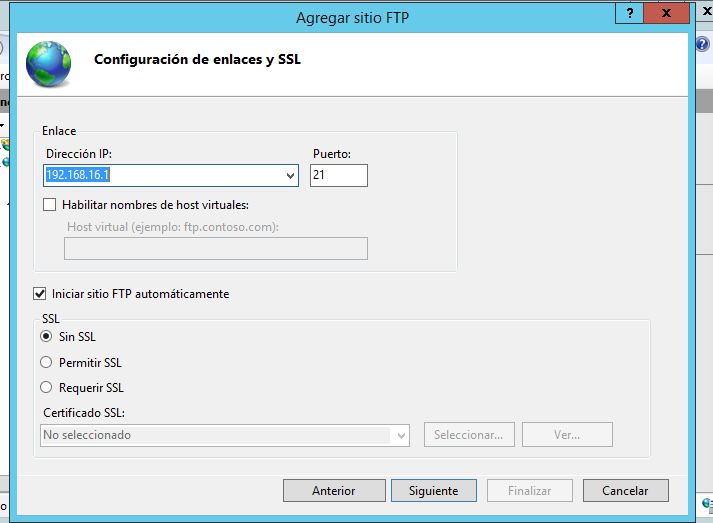 Agregar sitio FTP
?
x
Configuración de enlaces y SSL
Enlace
Dirección IP:
Puerto:
192.168.16.1
21
Habilitar nombres de host virtuales:
Host virtual (ejemplo: ftp.contoso.com):
Iniciar sitio FTP automáticamente
SSL
Sin SSL
Permitir SSL
Requerir SSL
Certificado SSL:
No seleccionado
Seleccionar...
Ver...
Anterior
Siguiente
Finalizar
Cancelar